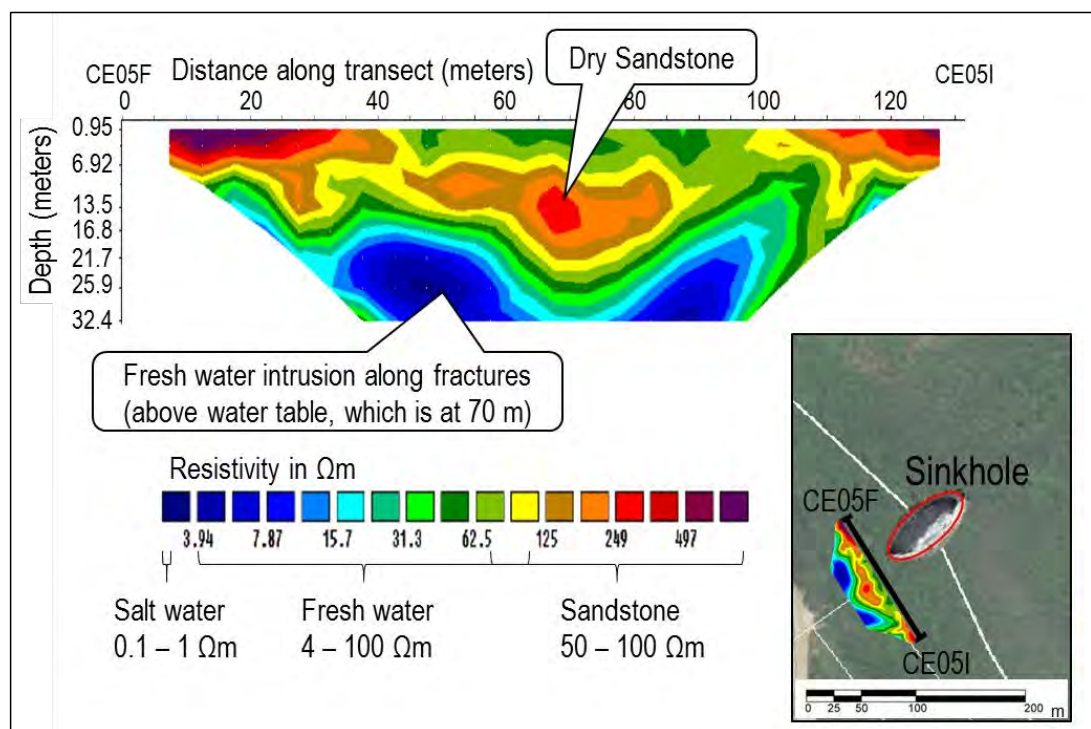 CE05F
Distance along transect (meters)
Dry Sandstone
CE05I
0 20 40 60 80 100 120
Depth (meters)
0.95
6.92
13.5
16.8
21.7
25.9
32.4
Fresh water intrusion along fractures
(above water table, which is at 70 m)
Resistivity in Ωm
3.94 7.87 15.7 31.3 62.5 125 249 497
Salt water
0.1 – 1 Ωm
Fresh water
4 – 100 Ωm
Sandstone
50 – 100 Ωm
Sinkhole
CE05F
CE05I
0 25 50 100 200 m